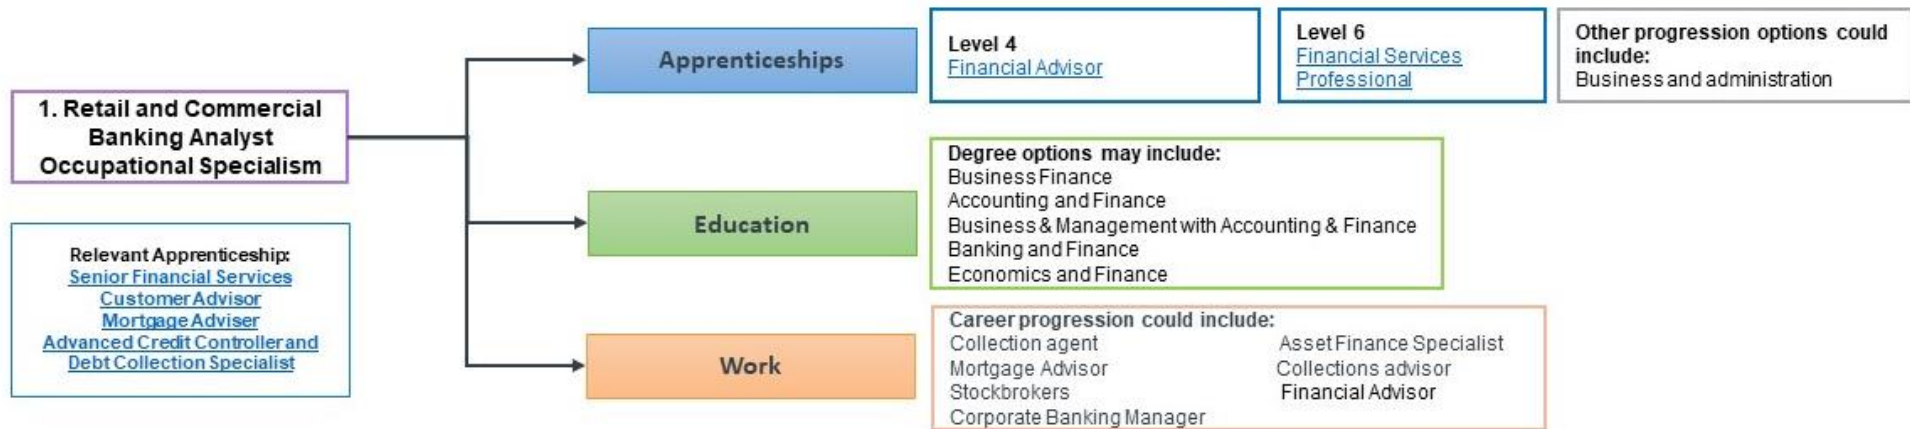 1. Retail and Commercial
Banking Analyst
Occupational Specialism
Relevant Apprenticeship:
Senior Financial Services
Customer Advisor
Mortgage Adviser
Advanced Credit Controller and
Debt Collection Specialist
Apprenticeships
Level 4
Financial Advisor
Level 6
Financial Services
Professional
Other progression options could
include:
Business and administration
Education
Degree options may include:
Business Finance
Accounting and Finance
Business & Management with Accounting & Finance
Banking and Finance
Economics and Finance
Work
Career progression could include:
Collection agent
Mortgage Advisor
Stockbrokers
Corporate Banking Manager
Asset Finance Specialist
Collections advisor
Financial Advisor